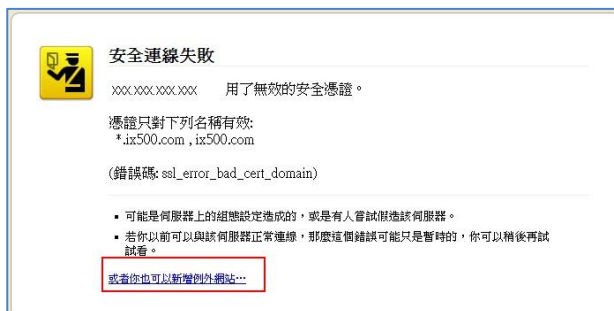 安全連線失敗
xxx.xxx.xxx.xxx 用了無效的安全憑證。
憑證只對下列名稱有效:
*.ix500.com , ix500.com
(錯誤碼: ssl_error_bad_cert_domain)
▪ 可能是伺服器上的組態設定造成的，或是有人嘗試假造該伺服器。
▪ 若你以前可以與該伺服器正常連線，那麼這個錯誤可能只是暫時的，你可以稍後再試
試看。
或者你也可以新增例外網站…